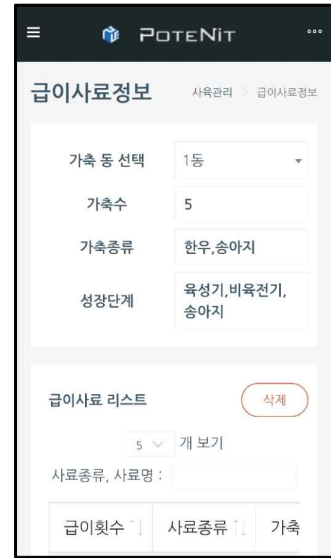 PoteNit
급이사료정보
사육관리 > 급이사료정보
가축 동 선택 1동
가축수 5
가축종류 한우,송아지
성장단계 육성기,비육전기,
송아지
급이사료 리스트 삭제
5 개 보기
사료종류, 사료명 :
급이횟수 사료종류 가축